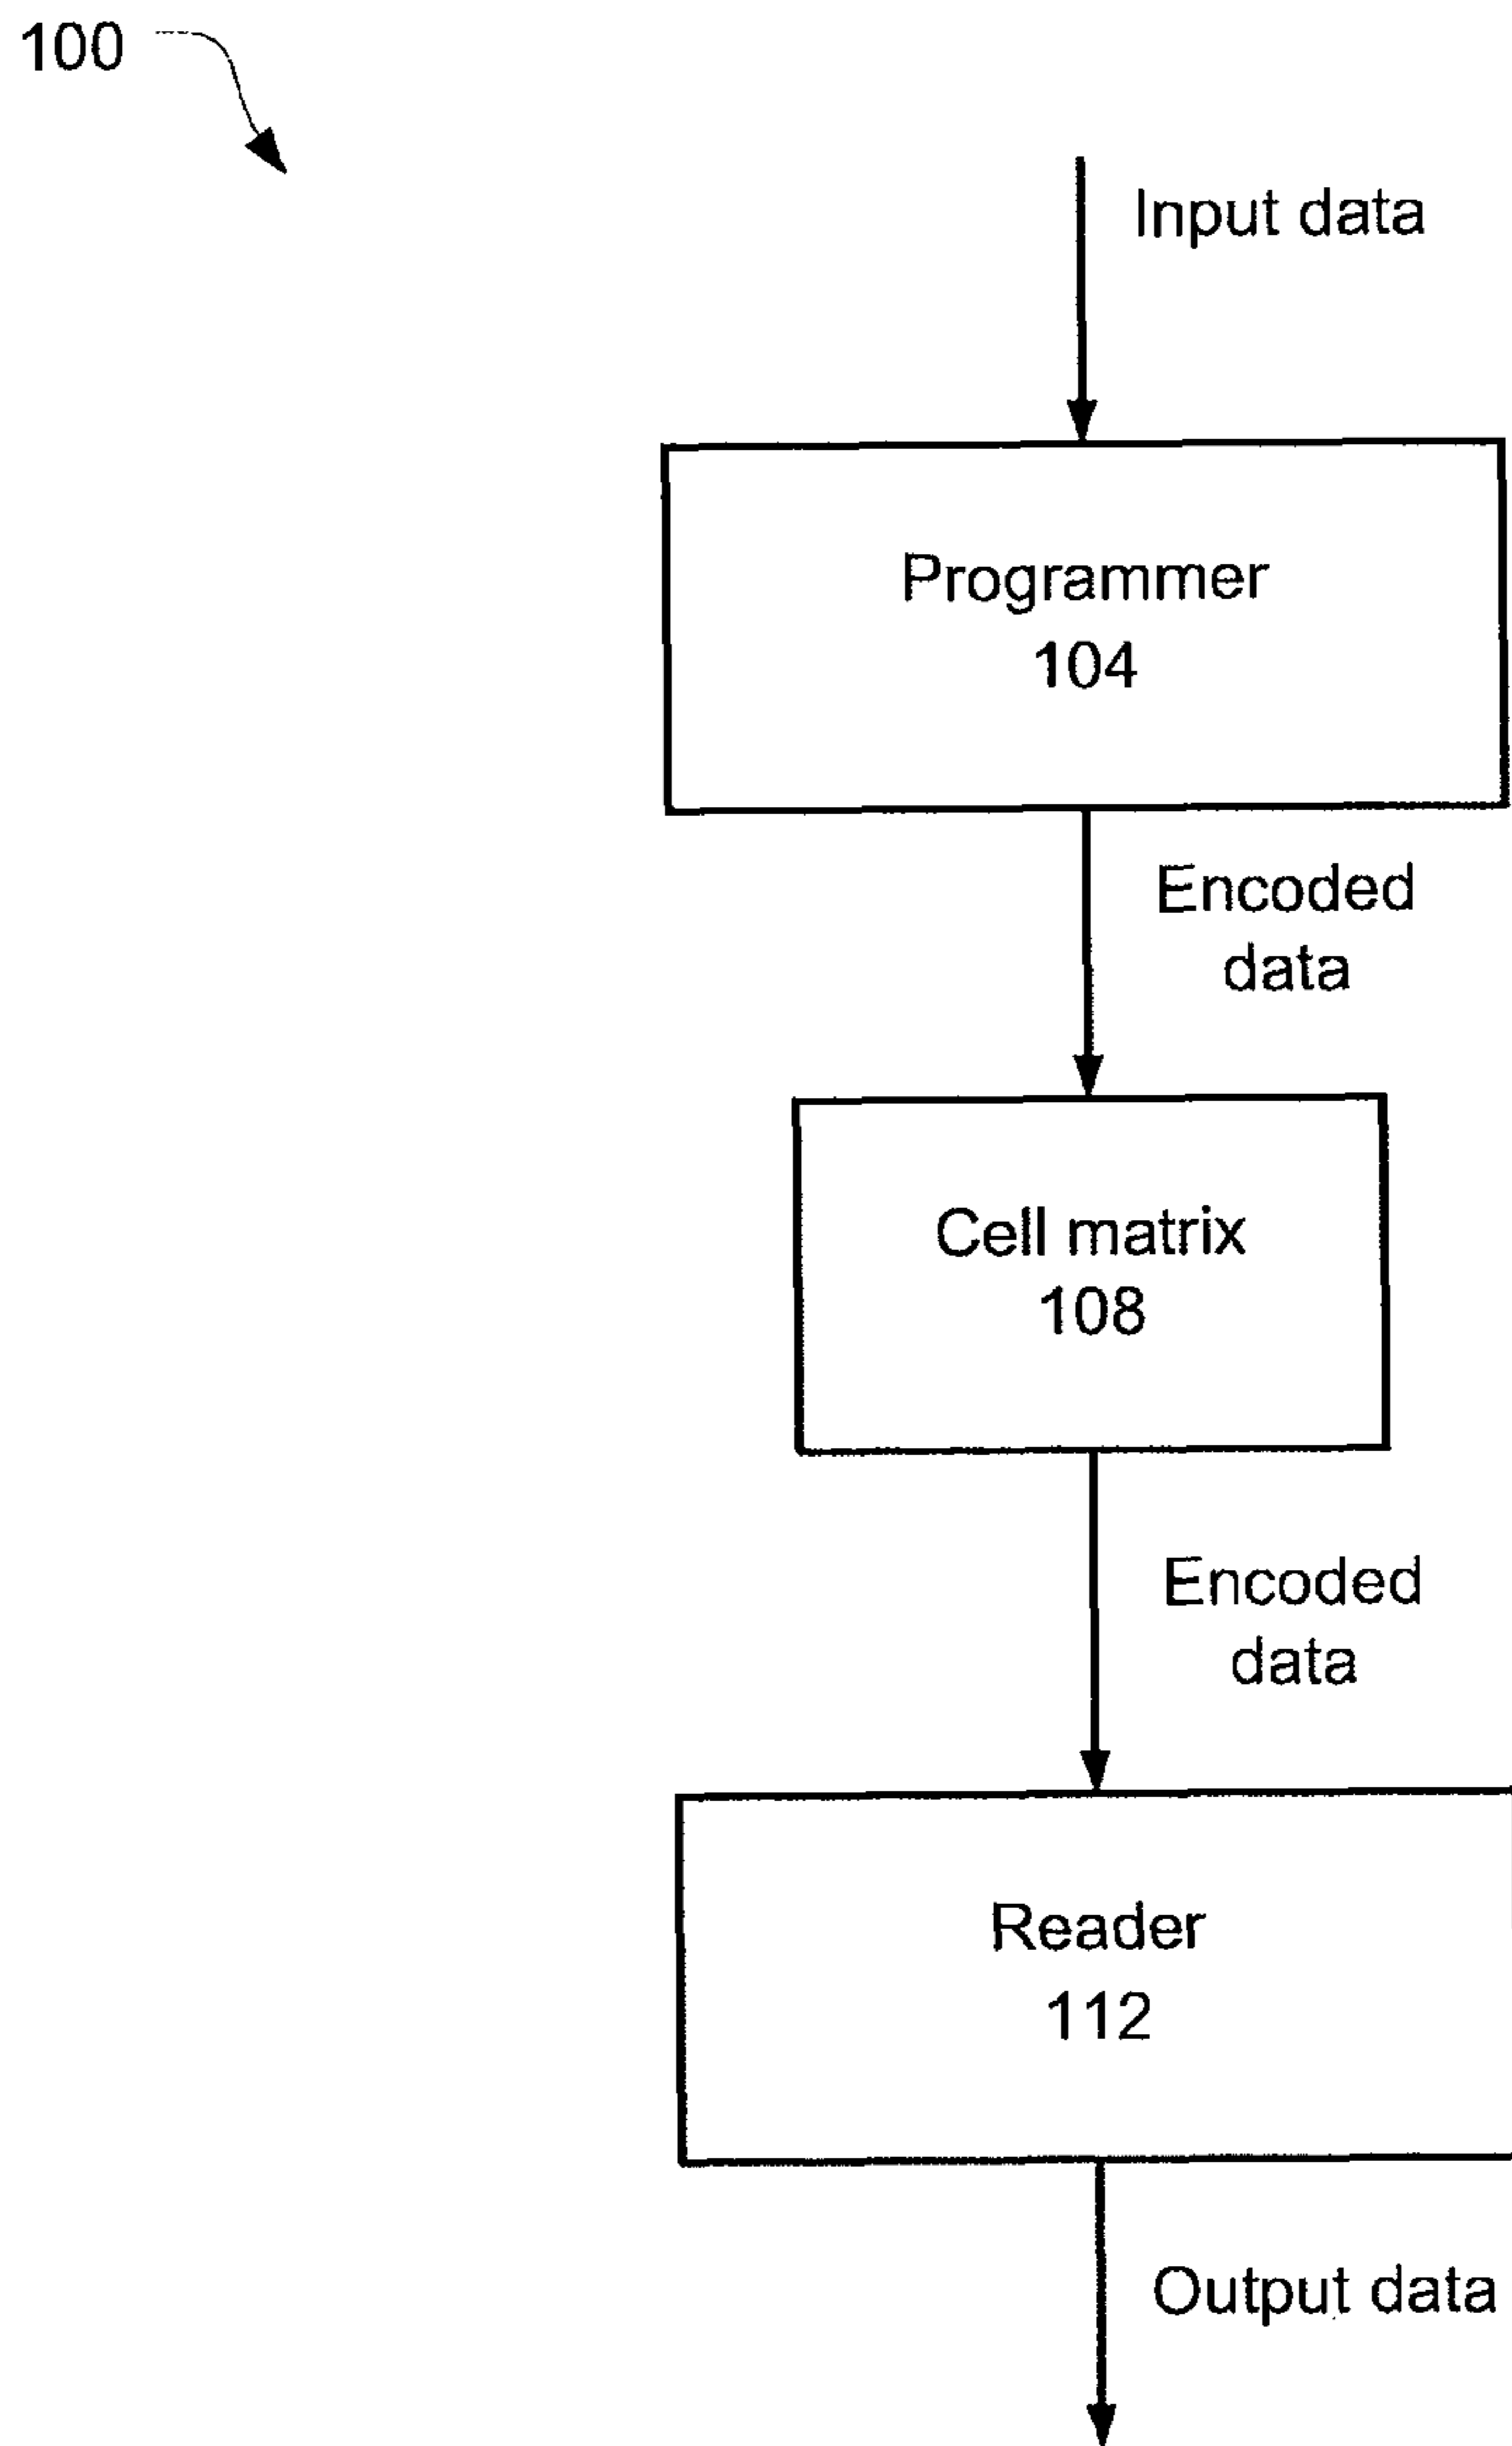 100
Input data
Programmer
104
Encoded
data
Cell matrix
108
Encoded
data
Reader
112
Output data